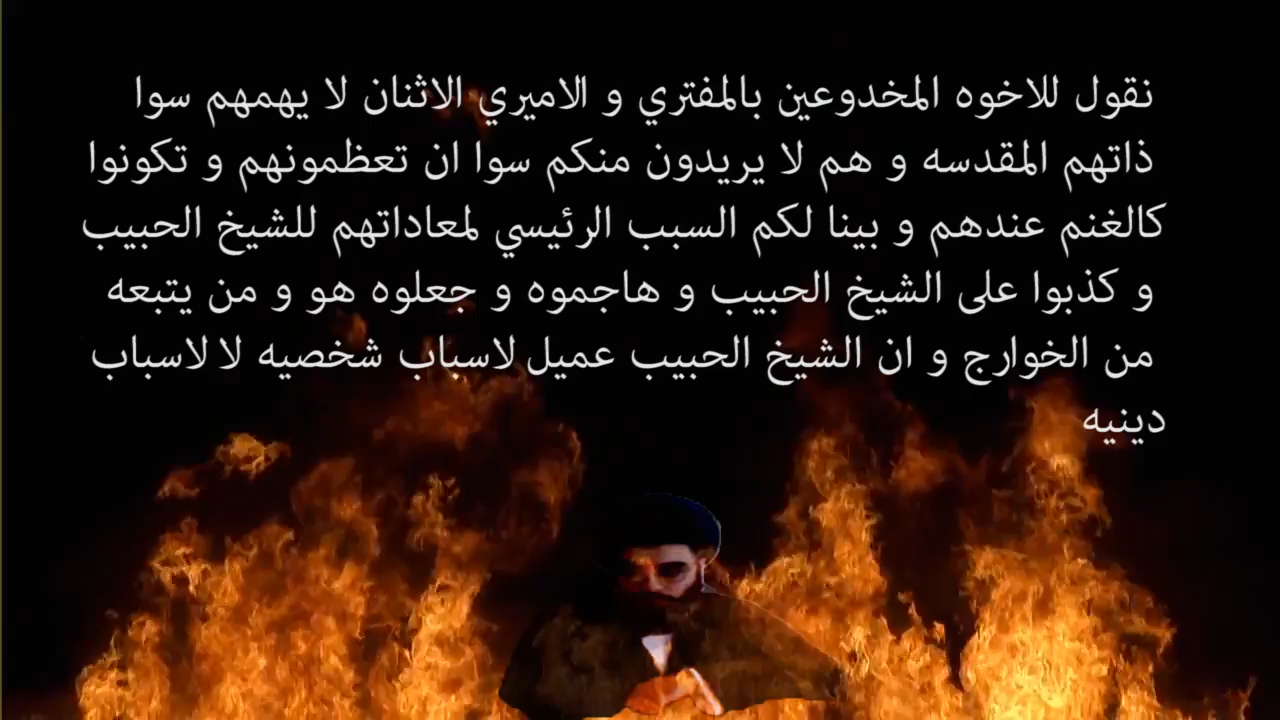 نقول للاخوه المخدوعين بالمفتري و الاميري الاثنان لا يهمهم سوا
ذاتهم المقدسه و هم لا يريدون منكم سوا ان تعظمونهم و تكونوا
كالغنم عندهم و بينا لكم السبب الرئيسي لمعاداتهم للشيخ الحبيب
و كذبوا على الشيخ الحبيب و هاجموه و جعلوه هو و من يتبعه
من الخوارج و ان الشيخ الحبيب عميل لاسباب شخصيه لا لاسباب
دينيه